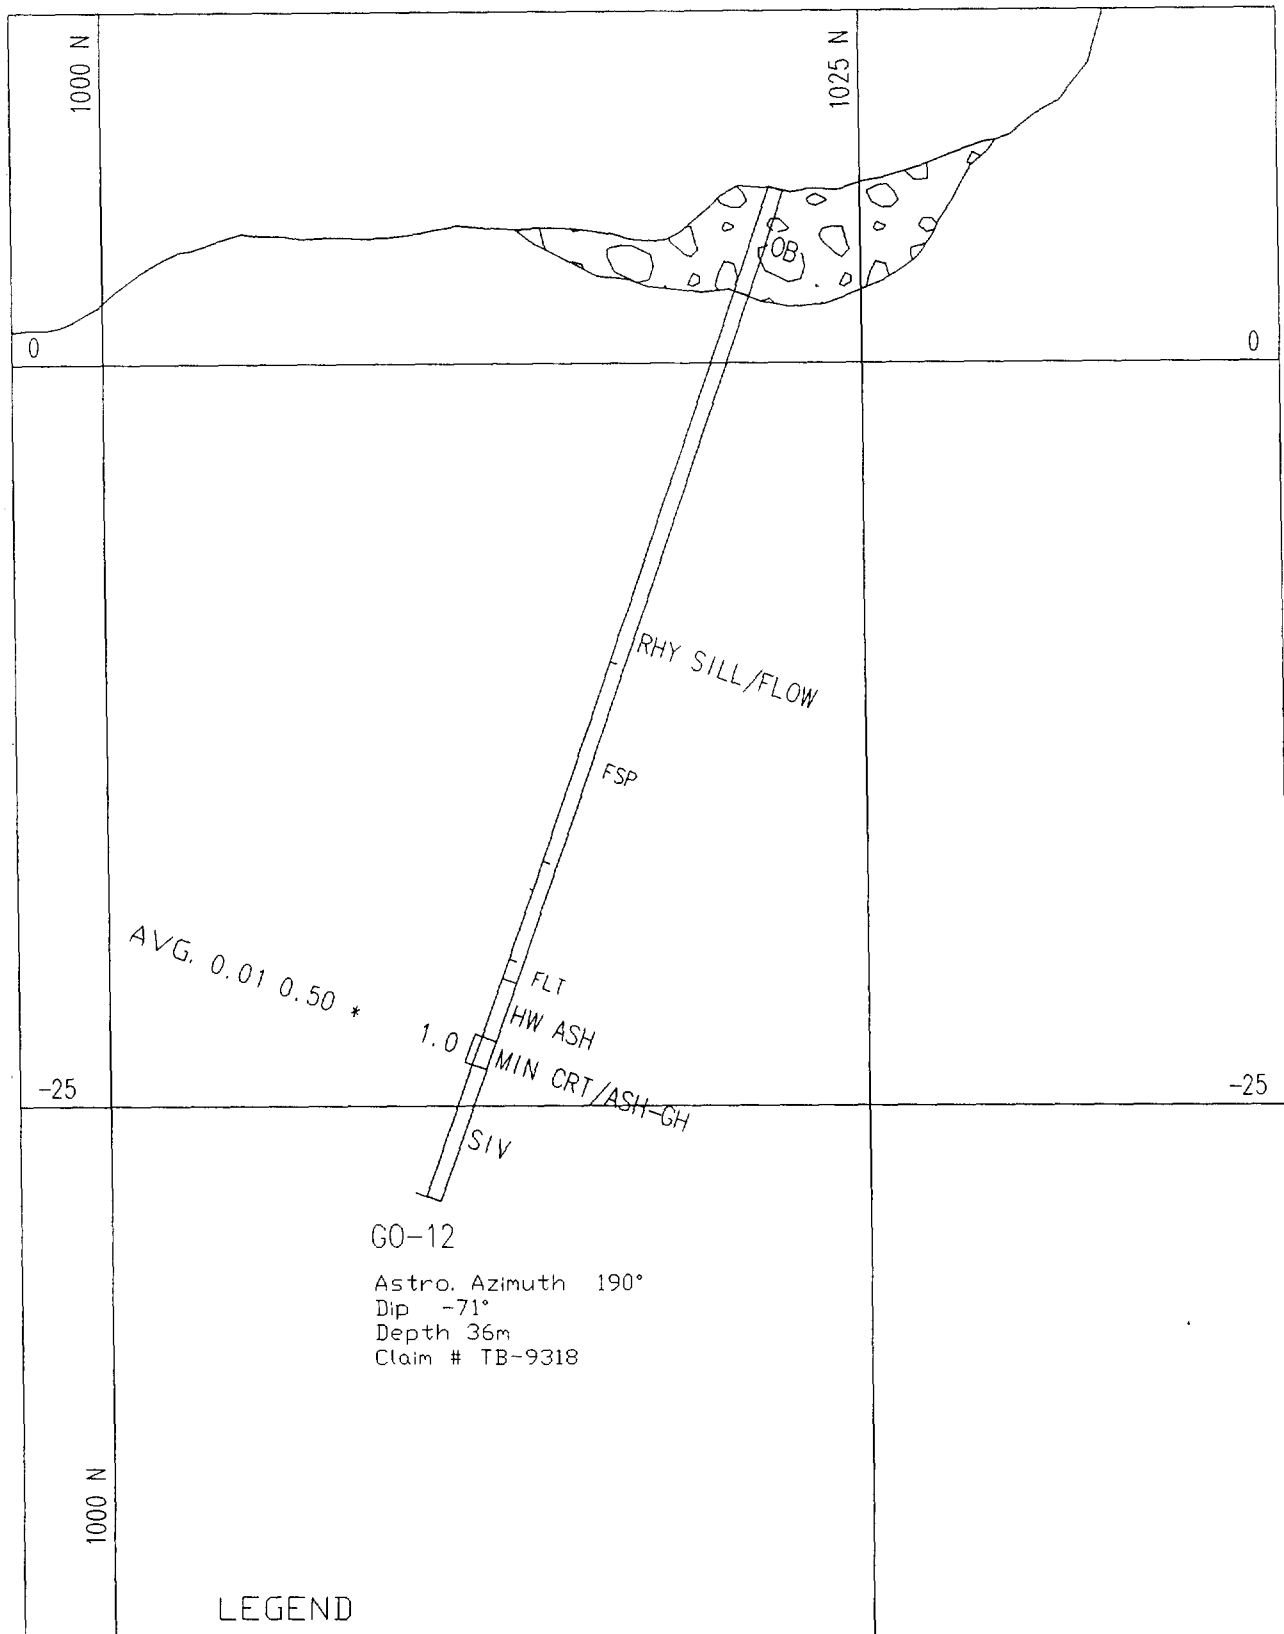 1000 N
1025 N
OB
0
0
RHY SILL/FLOW
FSP
AVG. 0.01 0.50 *
FLT
HW ASH
1.0
MIN CRT/ASH-GH
-25
-25
SIV
GO-12
Astro. Azimuth 190°
Dip -71°
Depth 36m
Claim # TB-9318
1000 N
LEGEND